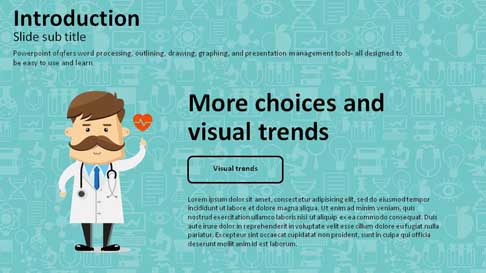 Introduction
Slide sub title
Powerpoint ofqfers word processing, outlining, drawing, graphing, and presentation management tools- all designed to
be easy to use and learn
More choices and
visual trends
Visual trends
Lorem ipsum dolor sit amet, consectetur adipisicing elit, sed do eiusmod tempor
incididunt ut labore et dolore magna aliqua. Ut enim ad minim veniam, quis
nostrud exercitation ullamco laboris nisi ut aliquip ex ea commodo consequat. Duis
aute irure dolor in reprehenderit in voluptate velit esse cillum dolore eu fugiat nulla
pariatur. Excepteur sint occaecat cupidatat non proident, sunt in culpa qui officia
deserunt mollit anim id est laborum.